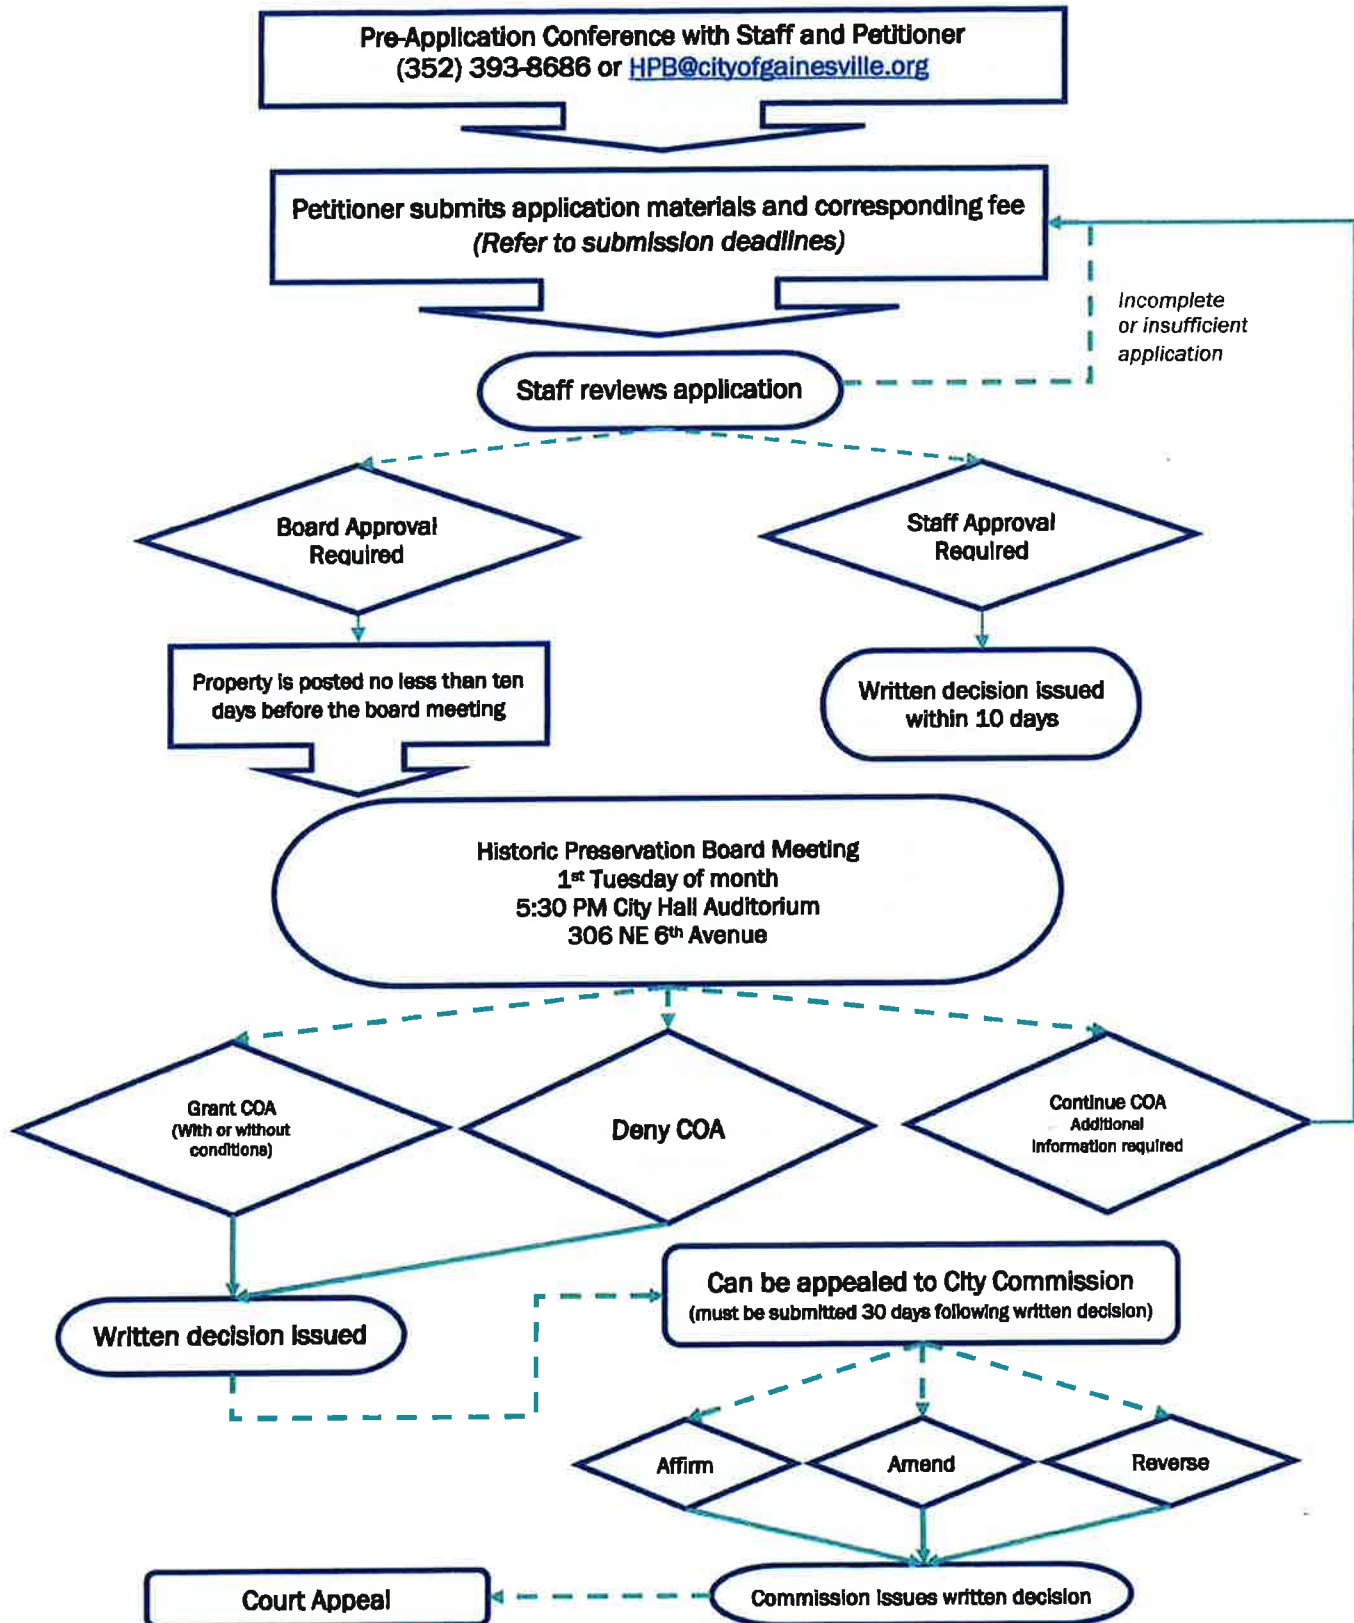 Pre-Application Conference with Staff and Petitioner
(352) 393-8686 or HPB@cityofgainesville.org
Petitioner submits application materials and corresponding fee
(Refer to submission deadlines)
Incomplete
or insufficient
application
Staff reviews application
Board Approval
Required
Staff Approval
Required
Property is posted no less than ten
days before the board meeting
Written decision issued
within 10 days
Historic Preservation Board Meeting
1st Tuesday of month
5:30 PM City Hall Auditorium
306 NE 6th Avenue
Grant COA
(With or without
conditions)
Deny COA
Continue COA
Additional
Information required
Can be appealed to City Commission
(must be submitted 30 days following written decision)
Written decision issued
Affirm
Amend
Reverse
Court Appeal
Commission issues written decision